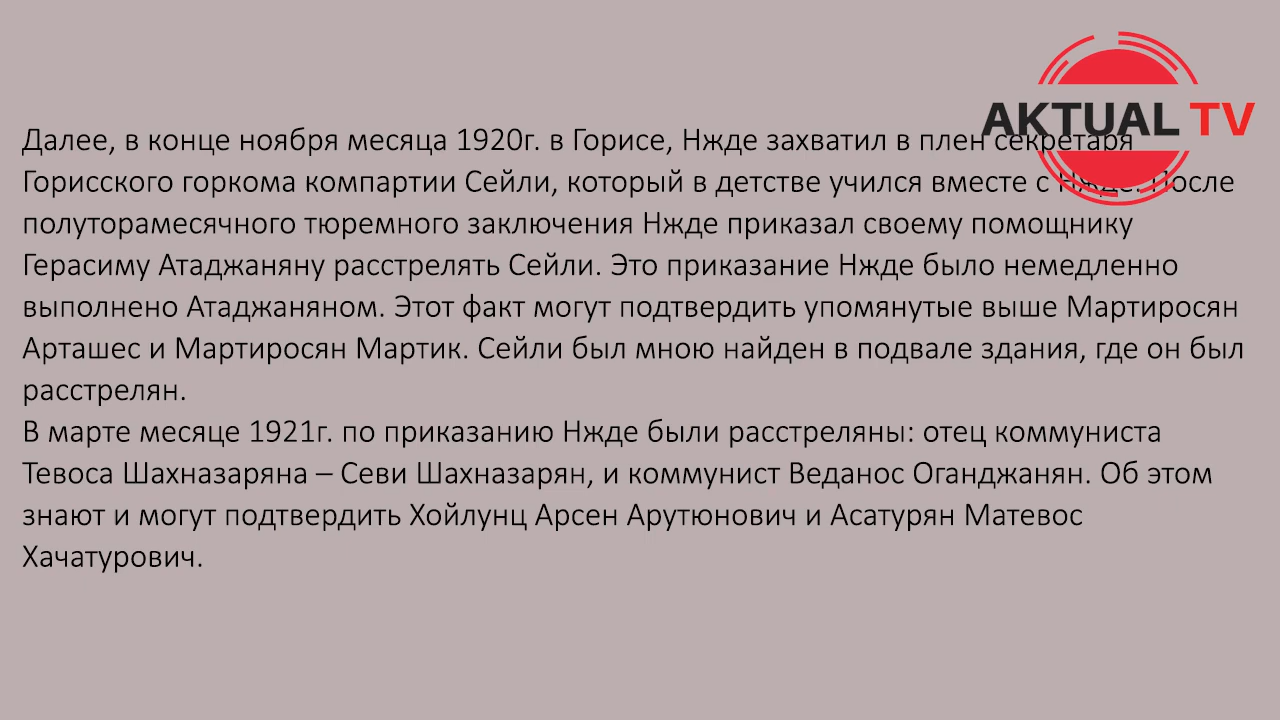 AKTUAL TV
Далее, в конце ноября месяца 1920г. в Горисе, Нжде захватил в плен секретаря
Горисского горкома компартии Сейли, который в детстве учился вместе с Нжде. После
полуторамесячного тюремного заключения Нжде приказал своему помощнику
Герасиму Атаджаняну расстрелять Сейли. Это приказание Нжде было немедленно
выполнено Атаджаняном. Этот факт могут подтвердить упомянутые выше Мартиросян
Арташес и Мартиросян Мартик. Сейли был мною найден в подвале здания, где он был
расстрелян.
В марте месяце 1921г. по приказанию Нжде были расстреляны: отец коммуниста
Тевоса Шахназаряна – Севи Шахназарян, и коммунист Веданос Оганджанян. Об этом
знают и могут подтвердить Хойлунц Арсен Арутюнович и Асатурян Матевос
Хачатурович.